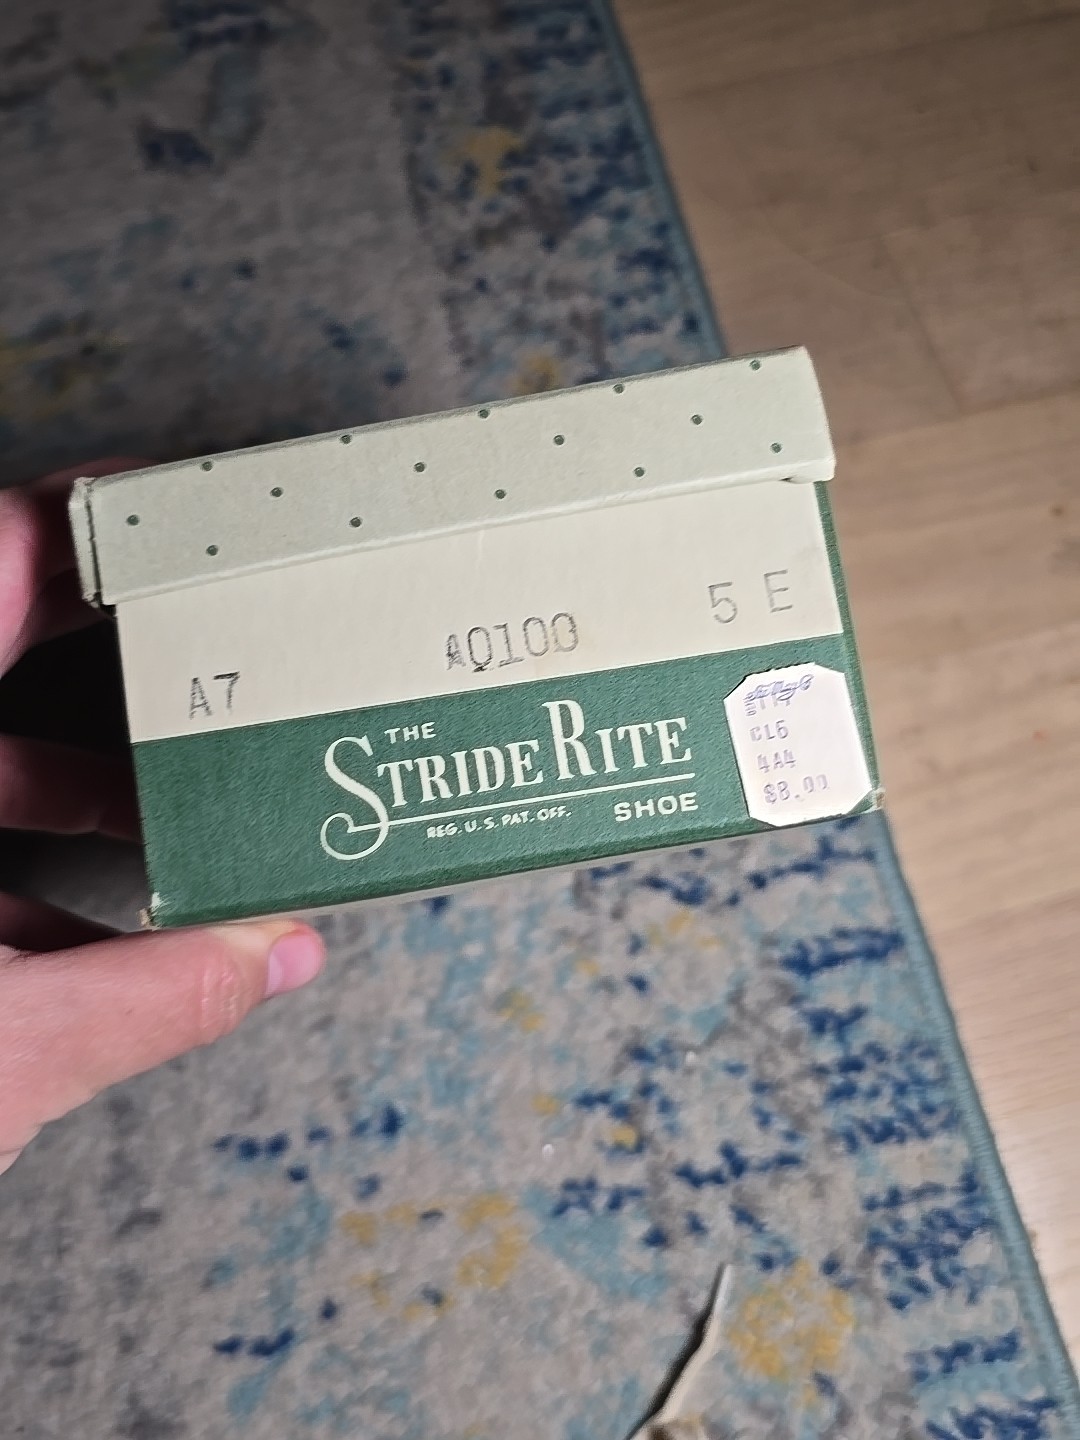 A7 A0100 5 E
THE
STRIDE RITE
REG. U.S. PAT. OFF. SHOE
CL6
4A4
$8.00